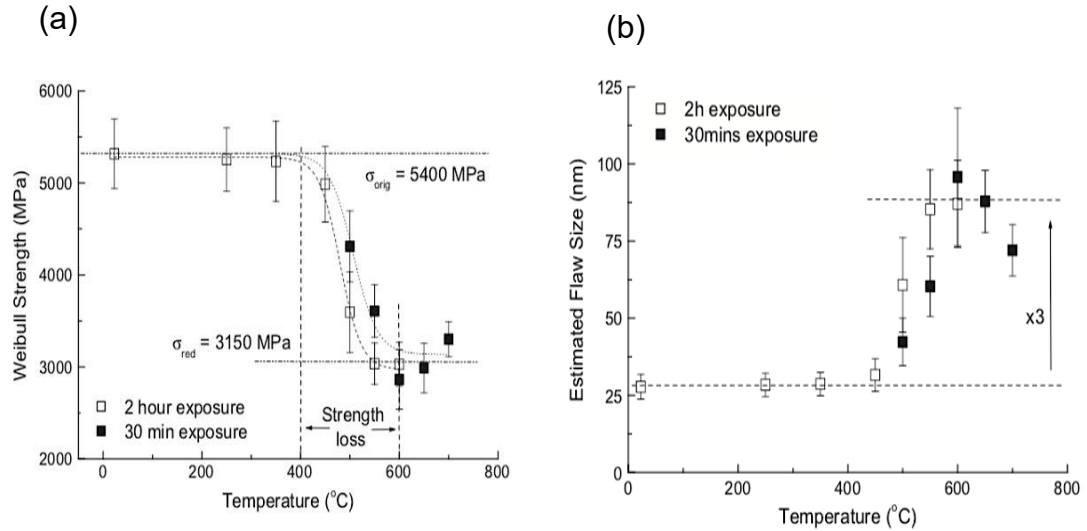 (a)
6000
5000
4000
3000
2000
0
200
400
600
800
Weibull Strength (MPa)
Temperature (°C)
σorig = 5400 MPa
σred = 3150 MPa
2 hour exposure
30 min exposure
Strength
loss
(b)
125
100
75
50
25
0
0
200
400
600
800
Estimated Flaw Size (nm)
Temperature (°C)
2h exposure
30mins exposure
x3